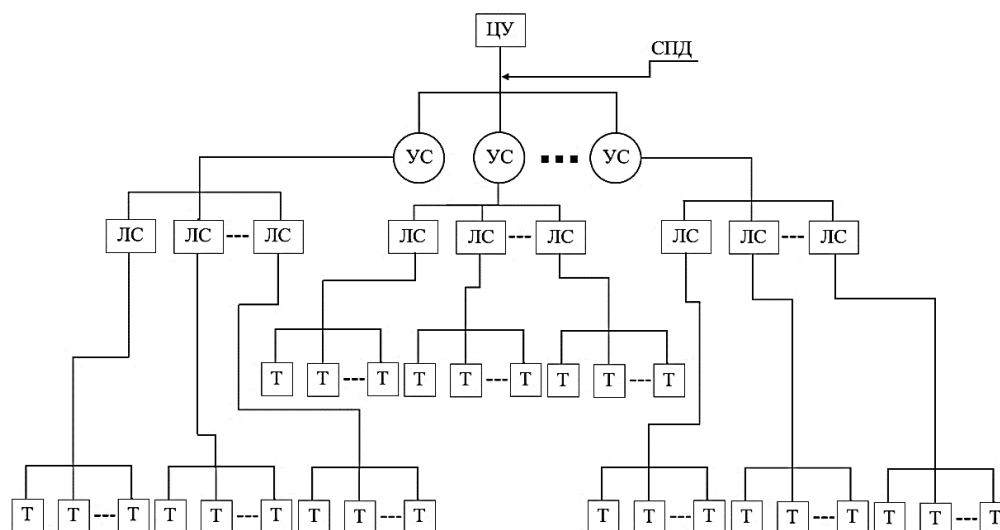 ЦУ
СПД
УС УС УС
ЛС ЛС ЛС ЛС ЛС ЛС ЛС ЛС ЛС
Т Т Т Т Т Т Т Т Т
Т Т Т Т Т Т Т Т Т Т Т Т Т Т Т Т Т Т